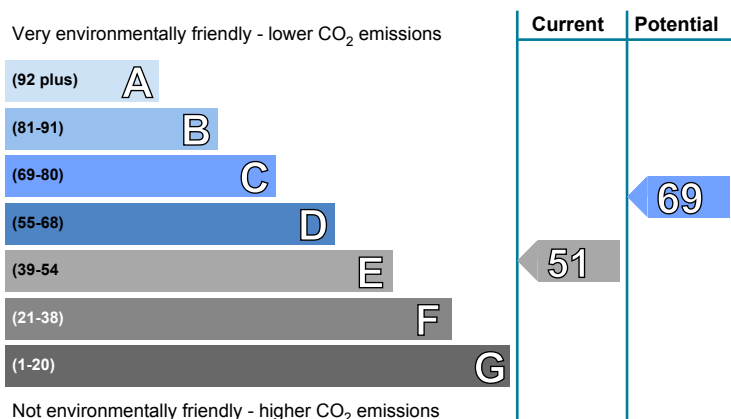 Very environmentally friendly - lower CO₂ emissions
Current
Potential
(92 plus) A
(81-91) B
(69-80) C
69
(55-68) D
(39-54 E
51
(21-38) F
(1-20) G
Not environmentally friendly - higher CO₂ emissions